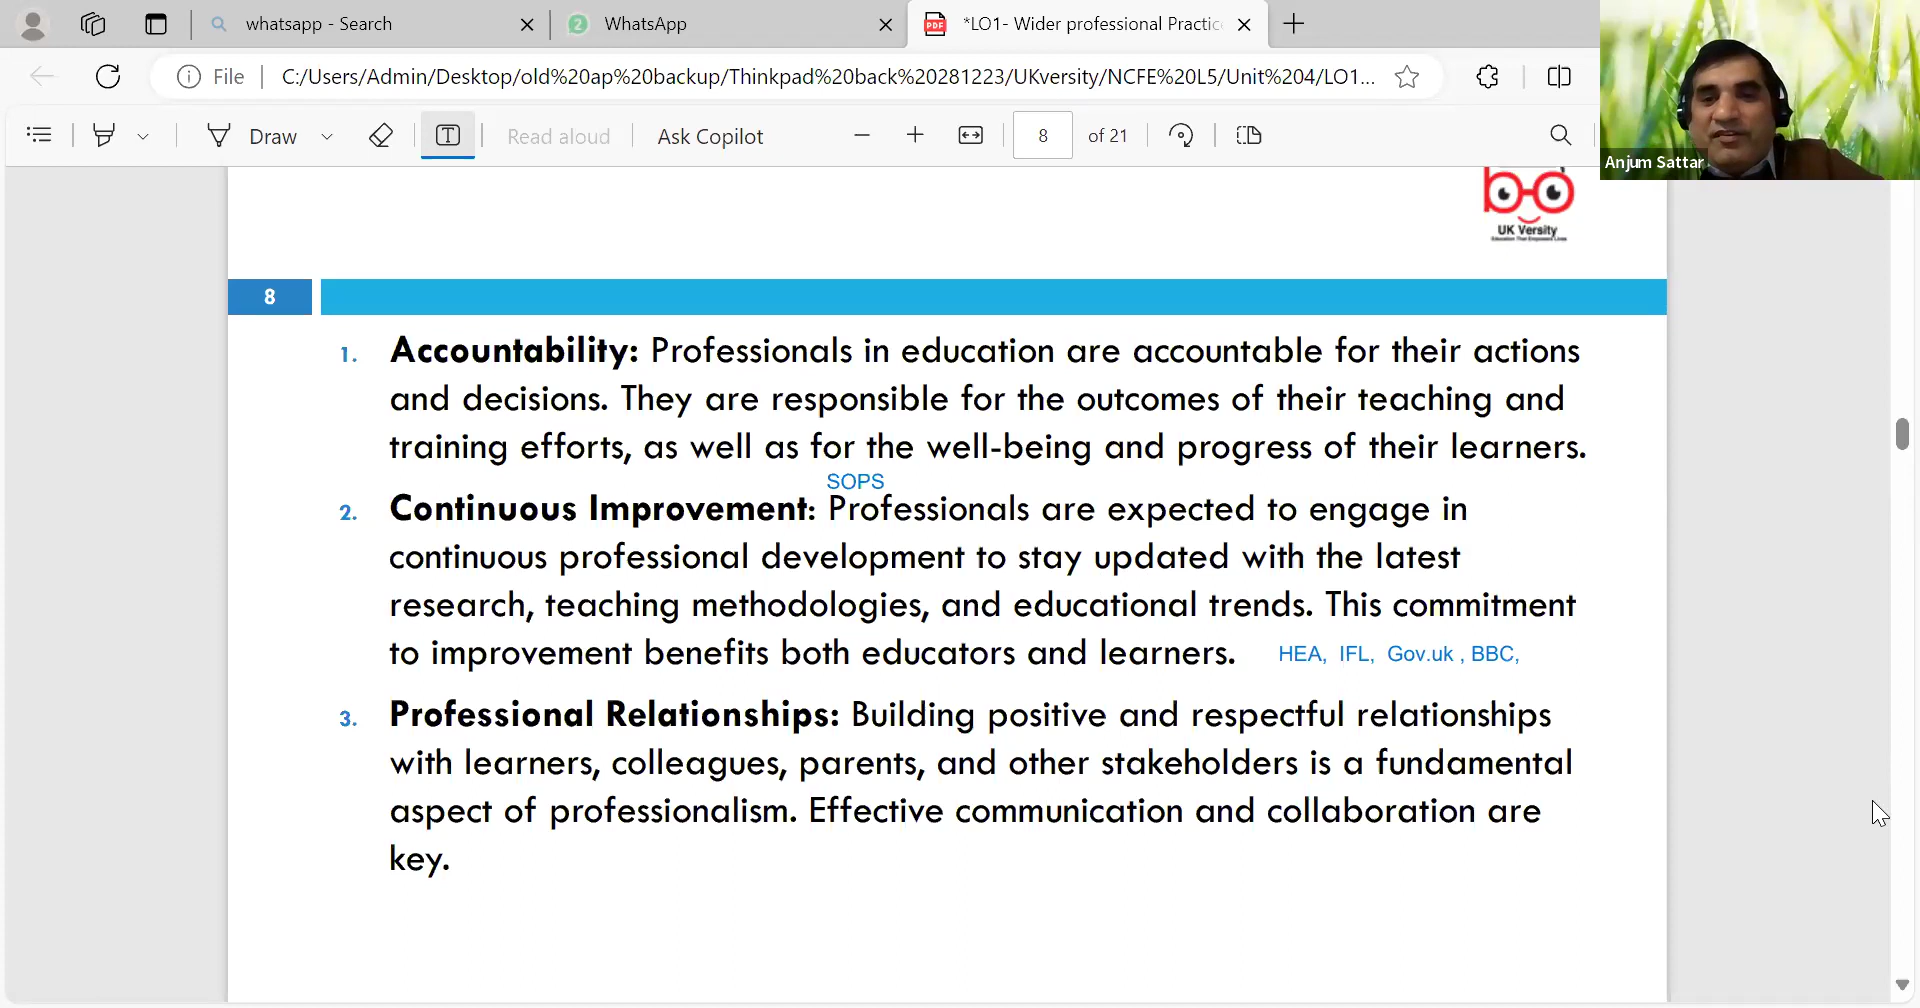 whatsapp - Search
2
WhatsApp
PDF
*LO1- Wider professional Practic
File
C:/Users/Admin/Desktop/old%20ap%20backup/Thinkpad%20back%20281223/UKversity/NCFE%20L5/Unit%204/LO1...
Draw
T
Read aloud
Ask Copilot
8
of 21
Anjum Sattar
UK Versity
Education That Empowers Lives
8
1. Accountability: Professionals in education are accountable for their actions
and decisions. They are responsible for the outcomes of their teaching and
training efforts, as well as for the well-being and progress of their learners.
SOPS
2. Continuous Improvement: Professionals are expected to engage in
continuous professional development to stay updated with the latest
research, teaching methodologies, and educational trends. This commitment
to improvement benefits both educators and learners. HEA, IFL, Gov.uk , BBC,
3. Professional Relationships: Building positive and respectful relationships
with learners, colleagues, parents, and other stakeholders is a fundamental
aspect of professionalism. Effective communication and collaboration are
key.